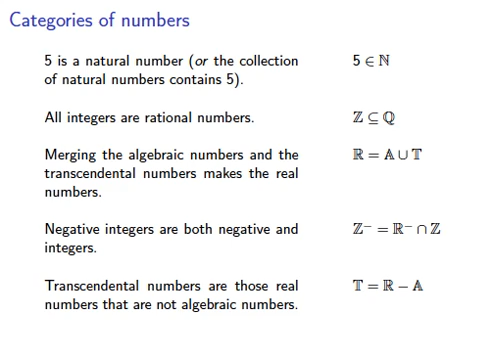 Categories of numbers
5 is a natural number (or the collection 5 ∈ ℕ
of natural numbers contains 5).
All integers are rational numbers. ℤ ⊆ ℚ
Merging the algebraic numbers and the ℝ = 𝔸 ∪ 𝕋
transcendental numbers makes the real
numbers.
Negative integers are both negative and ℤ⁻ = ℝ⁻ ∩ ℤ
integers.
Transcendental numbers are those real 𝕋 = ℝ − 𝔸
numbers that are not algebraic numbers.